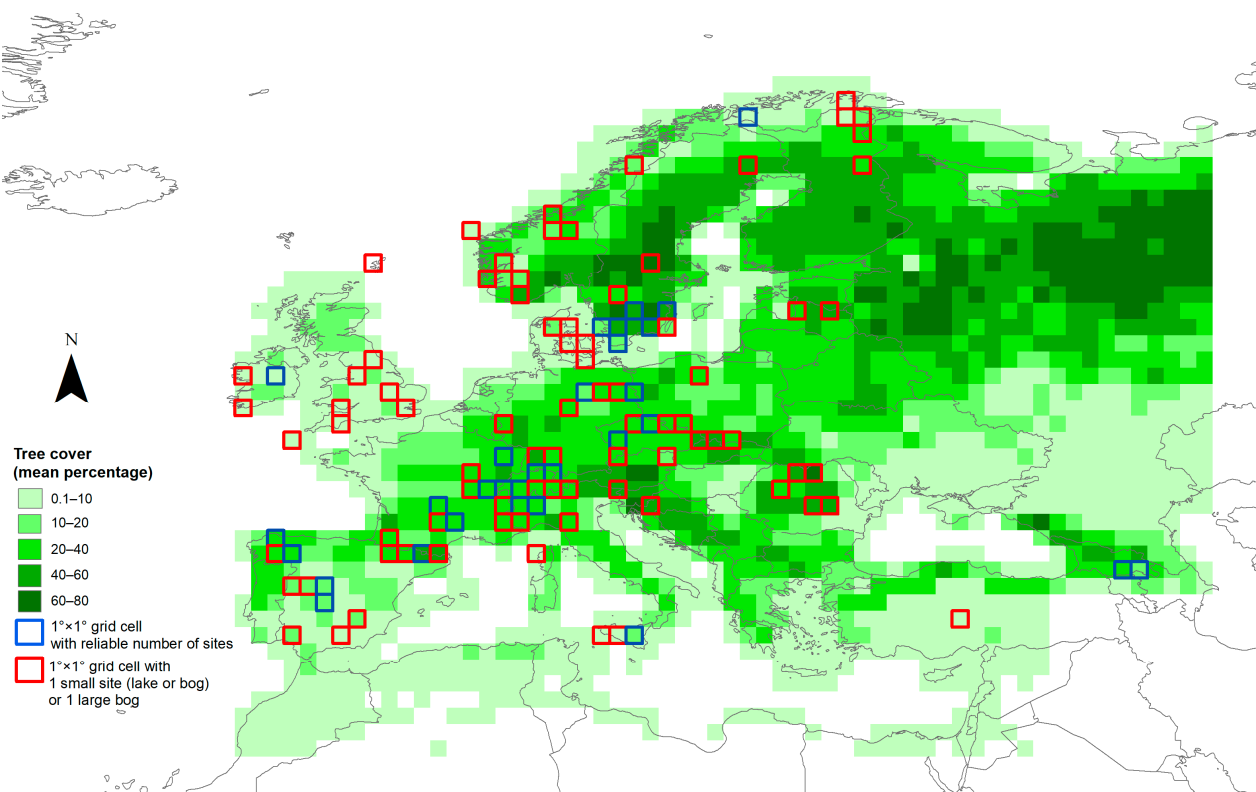 N
Tree cover
(mean percentage)
0.1–10
10–20
20–40
40–60
60–80
1°×1° grid cell
with reliable number of sites
1°×1° grid cell with
1 small site (lake or bog)
or 1 large bog